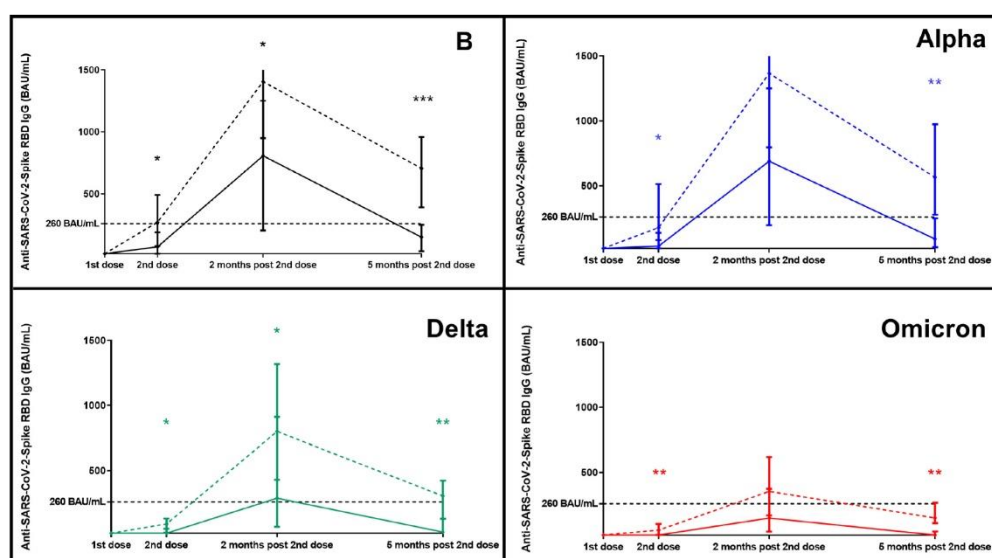 B
Anti-SARS-CoV-2-Spike RBD IgG (BAU/mL)
*
1500
***
1000
*
500
260 BAU/mL
1st dose 2nd dose 2 months post 2nd dose 5 months post 2nd dose
Alpha
Anti-SARS-CoV-2-Spike RBD IgG (BAU/mL)
1500
**
1000
*
500
260 BAU/mL
1st dose 2nd dose 2 months post 2nd dose 5 months post 2nd dose
Delta
Anti-SARS-CoV-2-Spike RBD IgG (BAU/mL)
1500
*
1000
* **
500
260 BAU/mL
1st dose 2nd dose 2 months post 2nd dose 5 months post 2nd dose
Omicron
Anti-SARS-CoV-2-Spike RBD IgG (BAU/mL)
1500
1000
** **
500
260 BAU/mL
1st dose 2nd dose 2 months post 2nd dose 5 months post 2nd dose